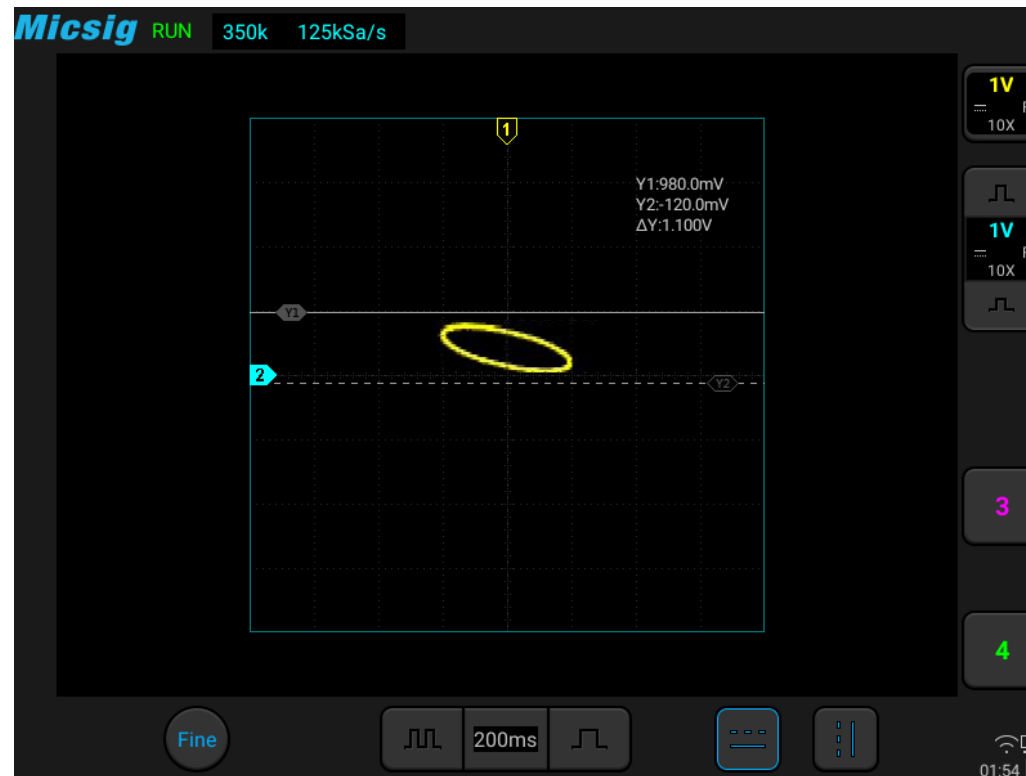 Micsig RUN 350k 125kSa/s
1
Y1:980.0mV
Y2:-120.0mV
ΔY:1.100V
Y1
2
Y2
1V
10X
1V
10X
3
4
Fine
200ms
01:54